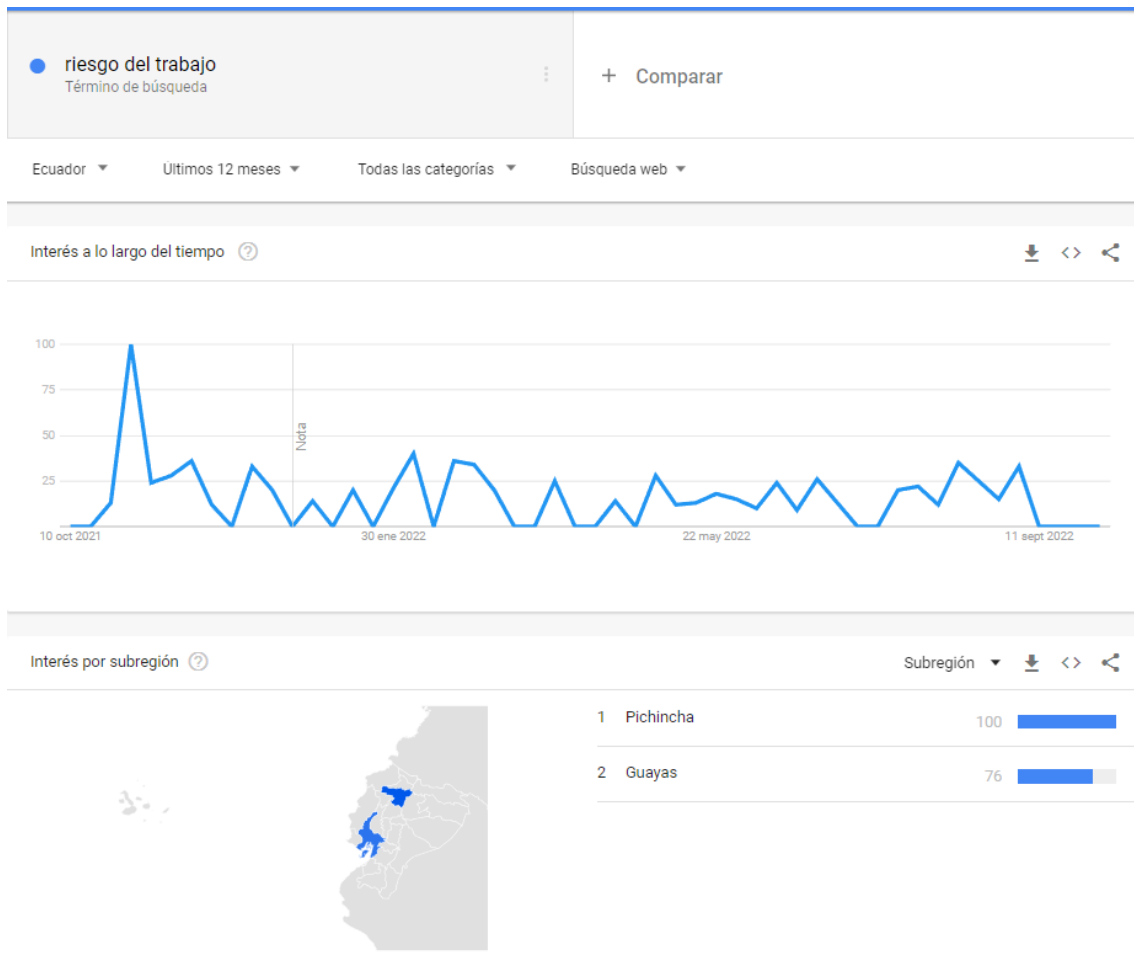 riesgo del trabajo
Término de búsqueda
+ Comparar
Ecuador
Últimos 12 meses
Todas las categorías
Búsqueda web
Interés a lo largo del tiempo ?
100
75
50
25
Nota
10 oct 2021
30 ene 2022
22 may 2022
11 sept 2022
Interés por subregión ?
Subregión
1 Pichincha 100
2 Guayas 76